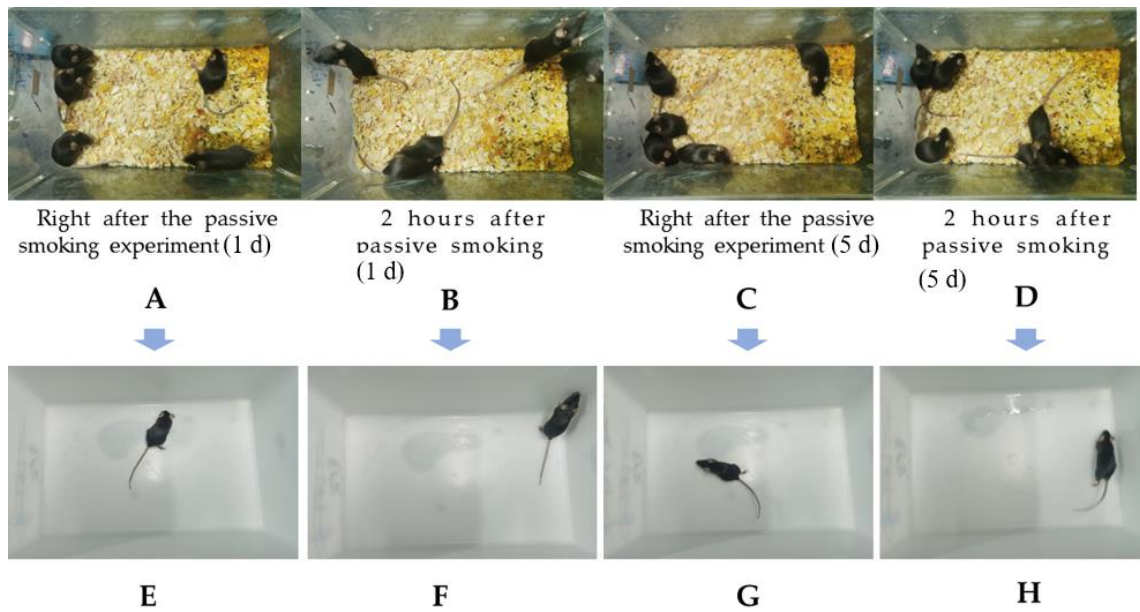 Right after the passive
smoking experiment (1 d)
A
2 hours after
passive smoking
(1 d)
B
Right after the passive
smoking experiment (5 d)
C
2 hours after
passive smoking
(5 d)
D
E
F
G
H